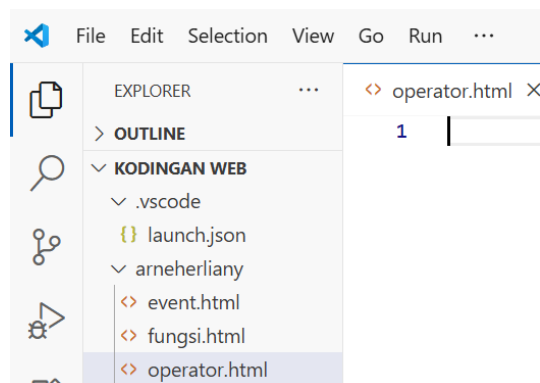 File Edit Selection View Go Run ...
EXPLORER ...
operator.html
OUTLINE
1
KODINGAN WEB
.vscode
{} launch.json
arneherliany
<> event.html
<> fungsi.html
<> operator.html